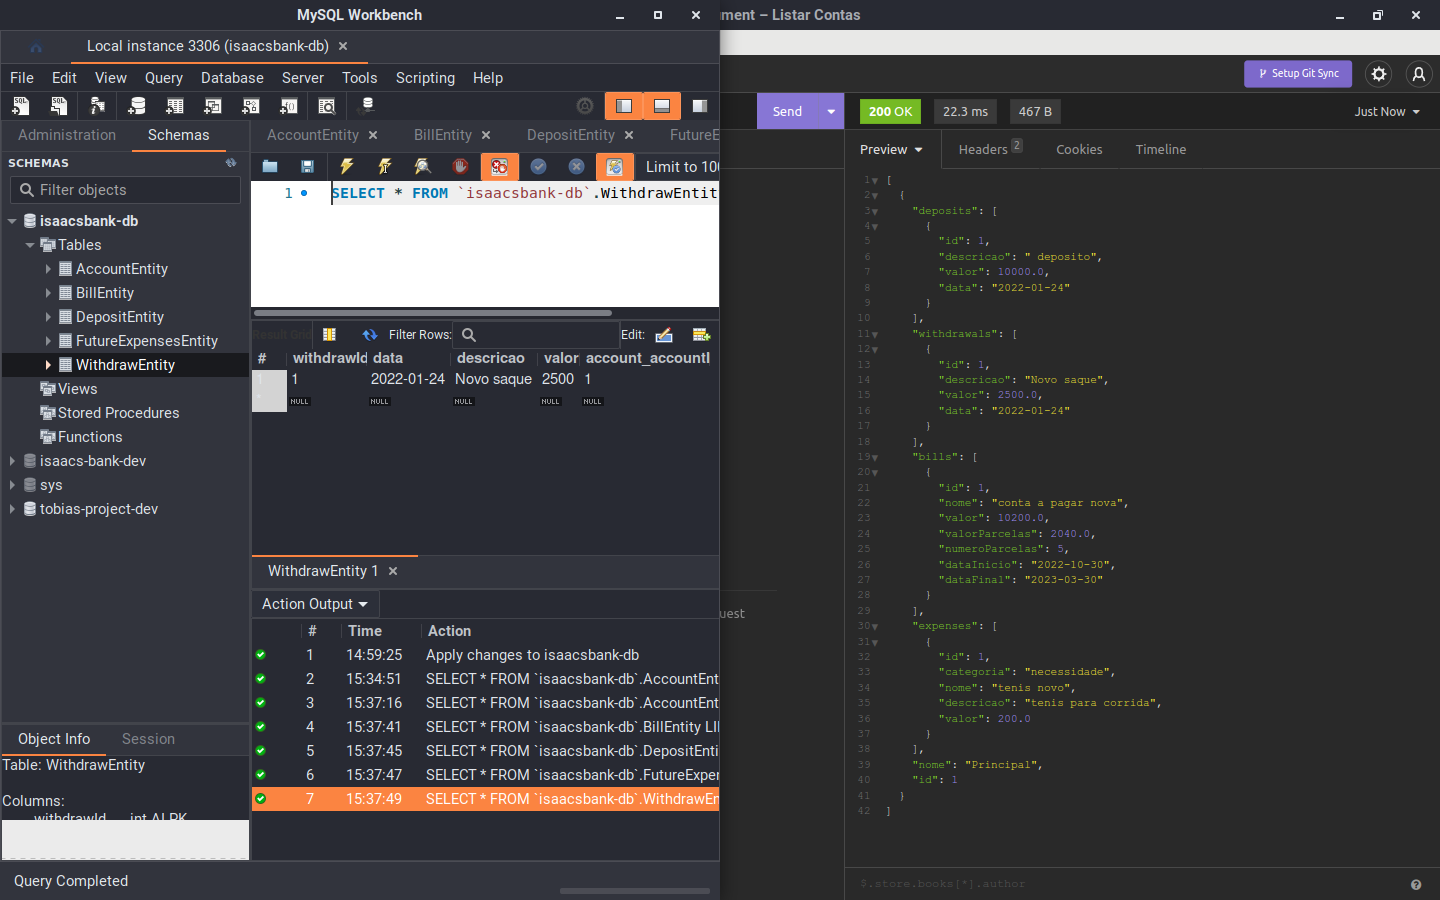 MySQL Workbench
Local instance 3306 (isaacsbank-db)
File Edit View Query Database Server Tools Scripting Help
Administration Schemas
SCHEMAS
Filter objects
isaacsbank-db
Tables
AccountEntity
BillEntity
DepositEntity
FutureExpensesEntity
WithdrawEntity
Views
Stored Procedures
Functions
isaacs-bank-dev
sys
tobias-project-dev
Object Info Session
Table: WithdrawEntity
Columns:
withdrawId int AI PK
Query Completed
AccountEntity BillEntity DepositEntity FutureE
Limit to 100
1 SELECT * FROM `isaacsbank-db`.WithdrawEntit
Result Grid Filter Rows: Edit:
# withdrawId data descricao valor account_accountI
1 1 2022-01-24 Novo saque 2500 1
* NULL NULL NULL NULL NULL
WithdrawEntity 1
Action Output
# Time Action
1 14:59:25 Apply changes to isaacsbank-db
2 15:34:51 SELECT * FROM `isaacsbank-db`.AccountEnt
3 15:37:16 SELECT * FROM `isaacsbank-db`.AccountEnt
4 15:37:41 SELECT * FROM `isaacsbank-db`.BillEntity LI
5 15:37:45 SELECT * FROM `isaacsbank-db`.DepositEnti
6 15:37:47 SELECT * FROM `isaacsbank-db`.FutureExper
7 15:37:49 SELECT * FROM `isaacsbank-db`.WithdrawEn
ument – Listar Contas
Setup Git Sync
Send
200 OK 22.3 ms 467 B Just Now
Preview Headers 2 Cookies Timeline
uest
1 [
2 {
3 "deposits": [
4 {
5 "id": 1,
6 "descricao": " deposito",
7 "valor": 10000.0,
8 "data": "2022-01-24"
9 }
10 ],
11 "withdrawals": [
12 {
13 "id": 1,
14 "descricao": "Novo saque",
15 "valor": 2500.0,
16 "data": "2022-01-24"
17 }
18 ],
19 "bills": [
20 {
21 "id": 1,
22 "nome": "conta a pagar nova",
23 "valor": 10200.0,
24 "valorParcelas": 2040.0,
25 "numeroParcelas": 5,
26 "dataInicio": "2022-10-30",
27 "dataFinal": "2023-03-30"
28 }
29 ],
30 "expenses": [
31 {
32 "id": 1,
33 "categoria": "necessidade",
34 "nome": "tenis novo",
35 "descricao": "tenis para corrida",
36 "valor": 200.0
37 }
38 ],
39 "nome": "Principal",
40 "id": 1
41 }
42 ]
$.store.books[*].author